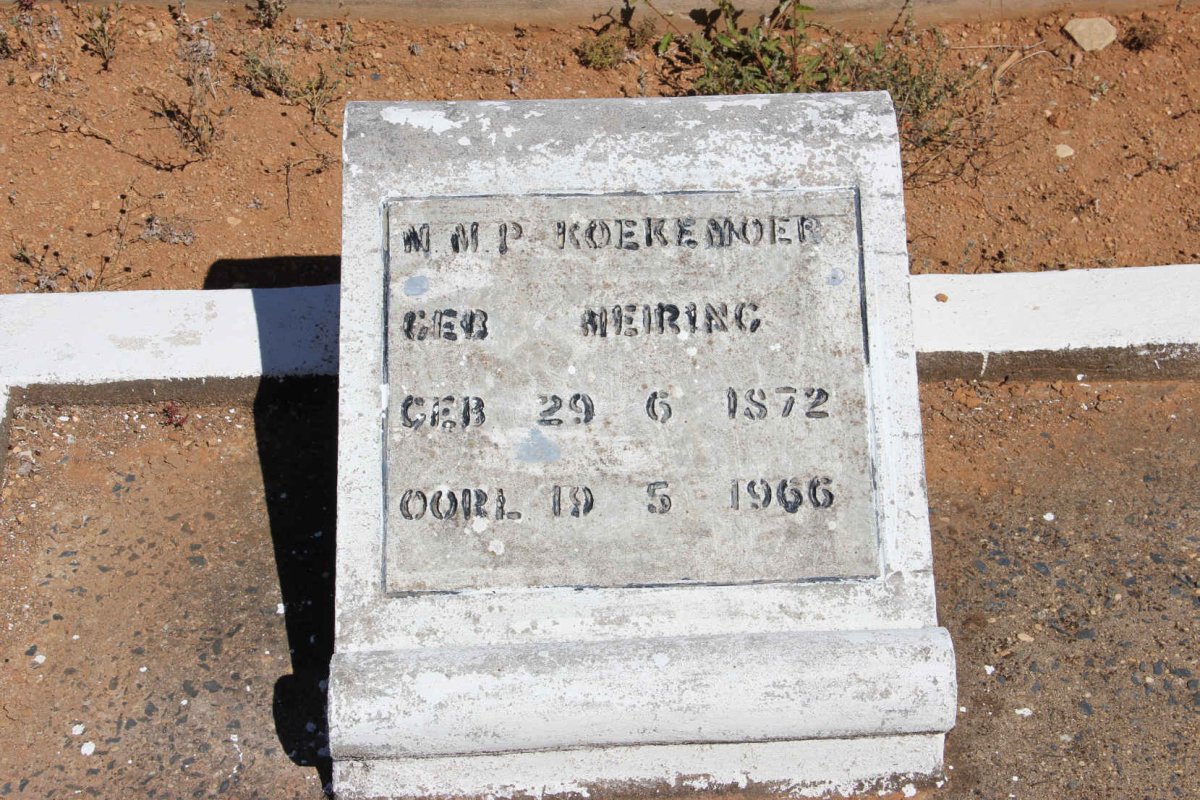 M.M.P KOEKEMOER
GEB MEIRING
GEB 29 6 1872
OORL 19 5 1966